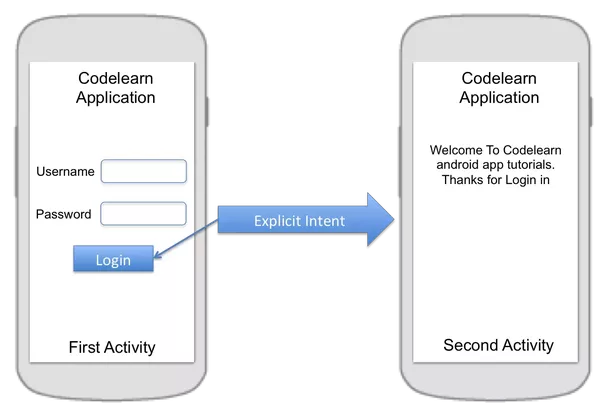 Codelearn
Application
Username
Password
Login
First Activity
Explicit Intent
Codelearn
Application
Welcome To Codelearn
android app tutorials.
Thanks for Login in
Second Activity